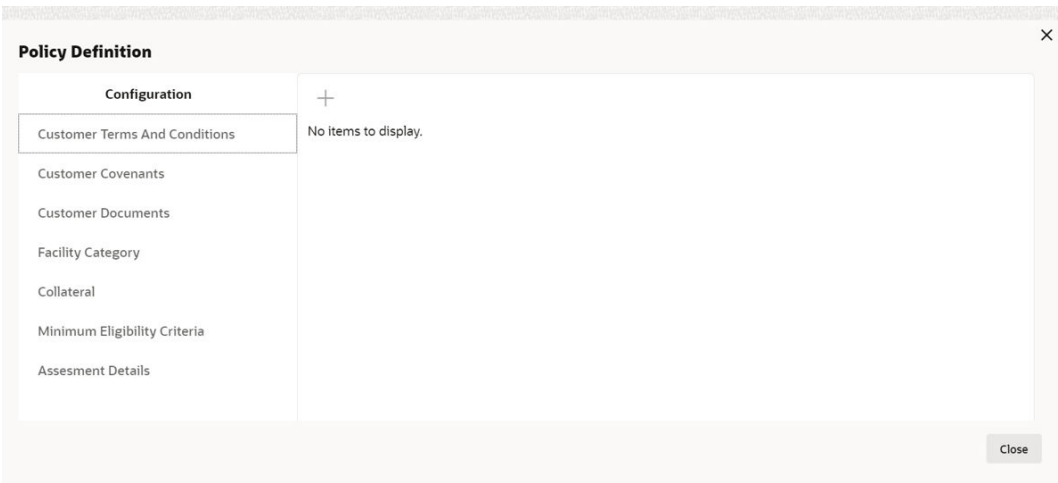 Policy Definition
Configuration
Customer Terms And Conditions
No items to display.
Customer Covenants
Customer Documents
Facility Category
Collateral
Minimum Eligibility Criteria
Assesment Details
Close